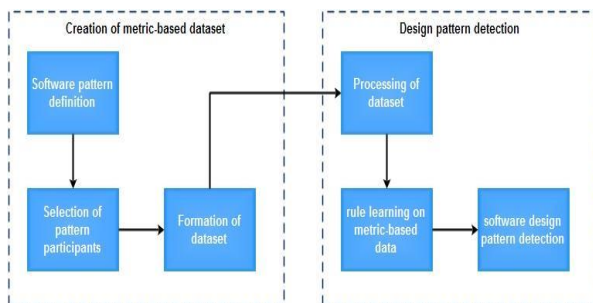 Creation of metric-based dataset
Software pattern
definition
Selection of
pattern
participants
Formation of
dataset
Design pattern detection
Processing of
dataset
rule learning on
metric-based
data
software design
pattern detection